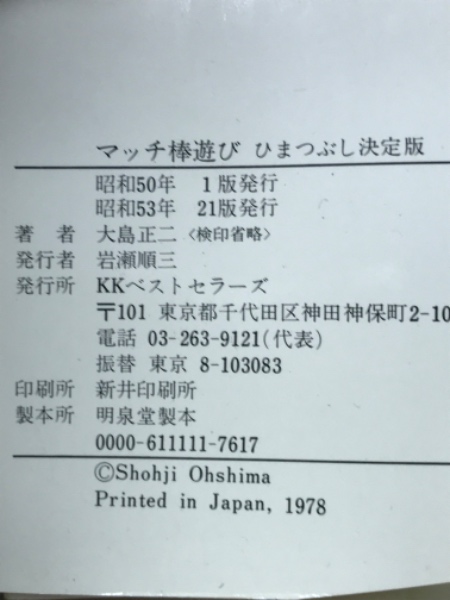 マッチ棒遊び ひまつぶし決定版
昭和50年 1版発行
昭和53年 21版発行
著 者 大島正二〈検印省略〉
発行者 岩瀬順三
発行所 KKベストセラーズ
〒101 東京都千代田区神田神保町2-10
電話 03-263-9121(代表)
振替 東京 8-103083
印刷所 新井印刷所
製本所 明泉堂製本
0000-611111-7617
©Shohji Ohshima
Printed in Japan, 1978